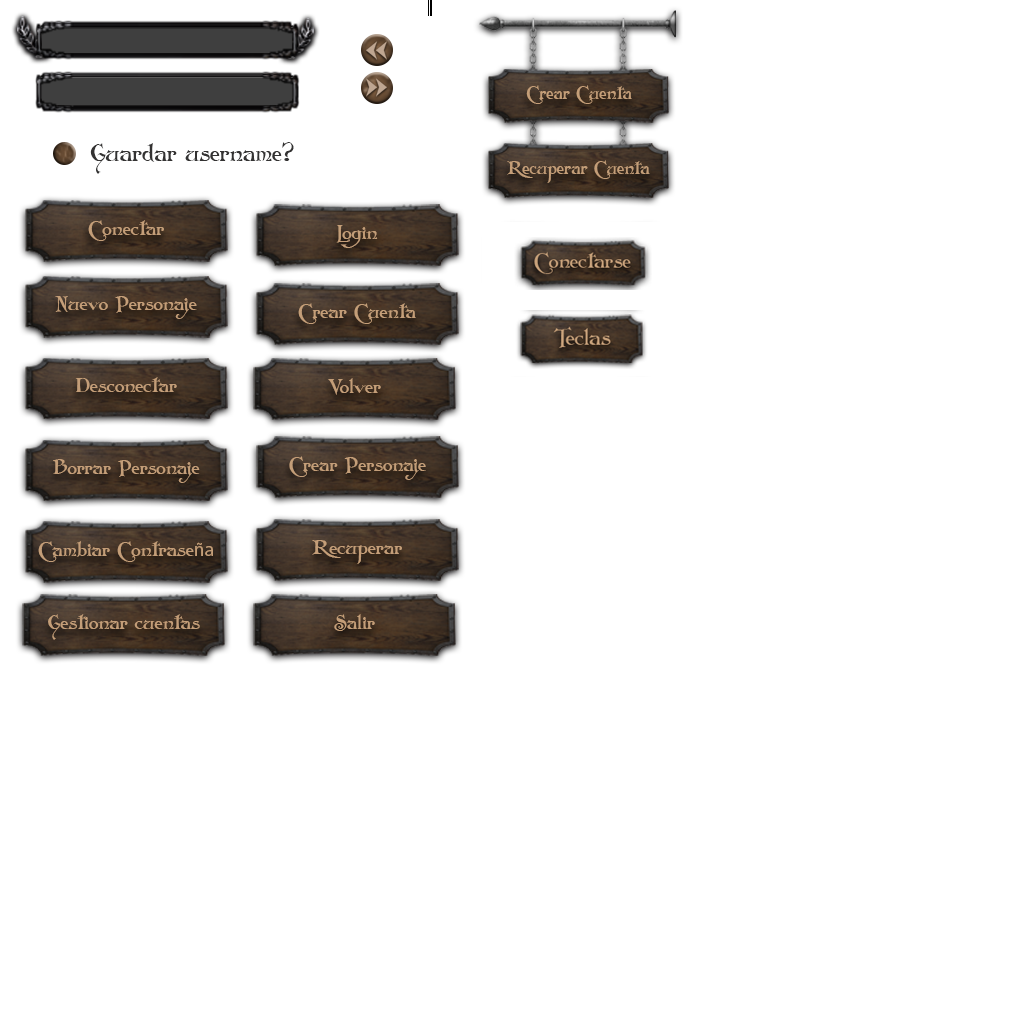 Guardar username?
Conectar
Nuevo Personaje
Desconectar
Borrar Personaje
Cambiar Contraseña
Gestionar cuentas
Login
Crear Cuenta
Volver
Crear Personaje
Recuperar
Salir
Crear Cuenta
Recuperar Cuenta
Conectarse
Teclas